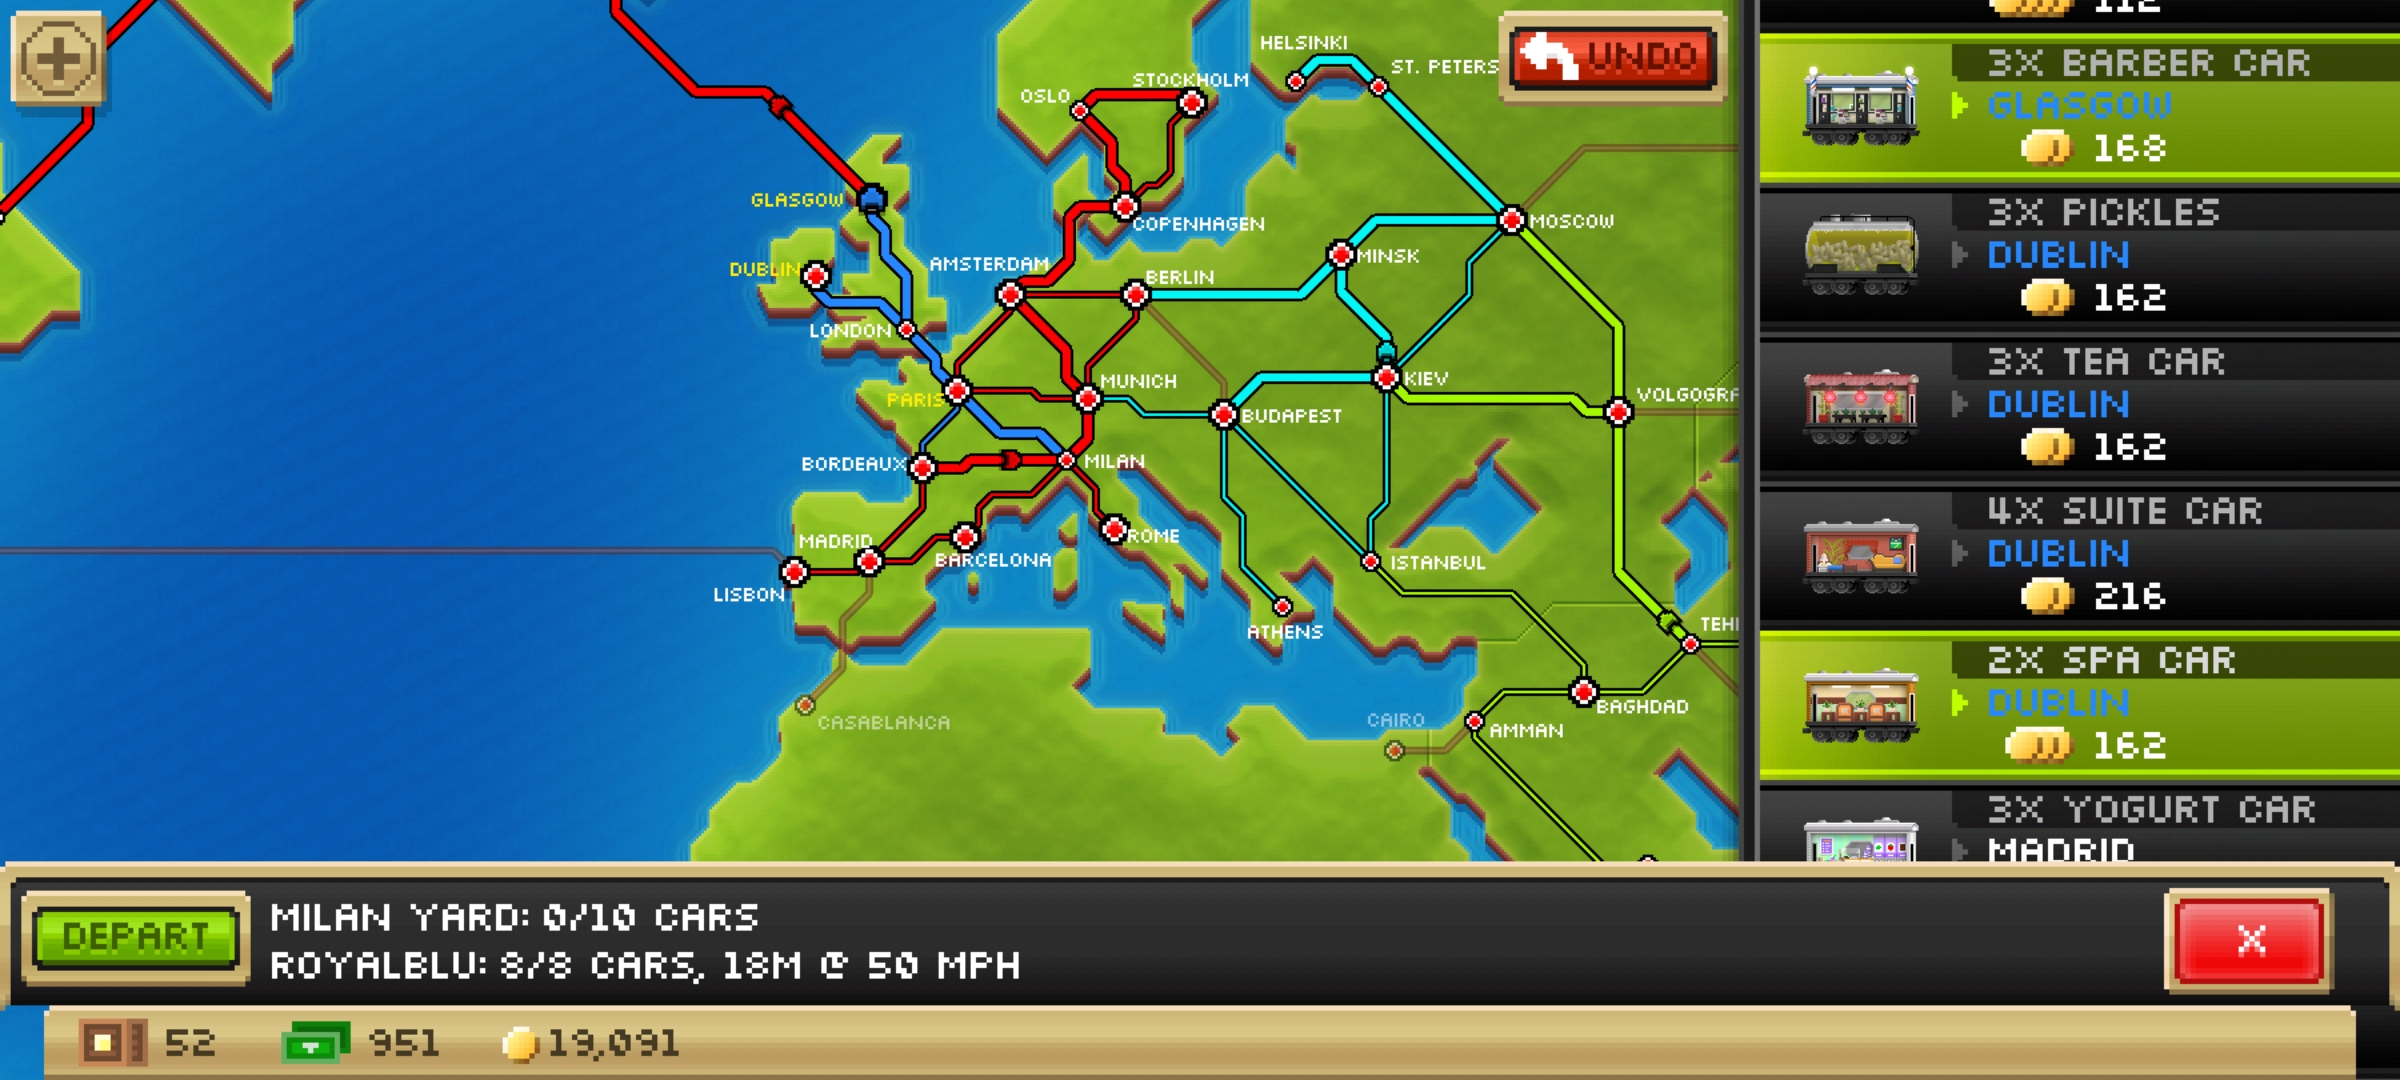 HELSINKI
ST. PETERS
UNDO
STOCKHOLM
OSLO
GLASGOW
COPENHAGEN
MOSCOW
DUBLIN
AMSTERDAM
BERLIN
MINSK
LONDON
MUNICH
KIEV
PARIS
VOLGOGRA
BUDAPEST
BORDEAUX
MILAN
MADRID
BARCELONA
ROME
ISTANBUL
LISBON
ATHENS
TEH
BAGHDAD
CASABLANCA
CAIRO
AMMAN
112
3X BARBER CAR
GLASGOW
168
3X PICKLES
DUBLIN
162
3X TEA CAR
DUBLIN
162
4X SUITE CAR
DUBLIN
216
2X SPA CAR
DUBLIN
162
3X YOGURT CAR
MADRID
DEPART
MILAN YARD: 0/10 CARS
ROYALBLU: 8/8 CARS, 18M @ 50 MPH
X
52
951
19,091